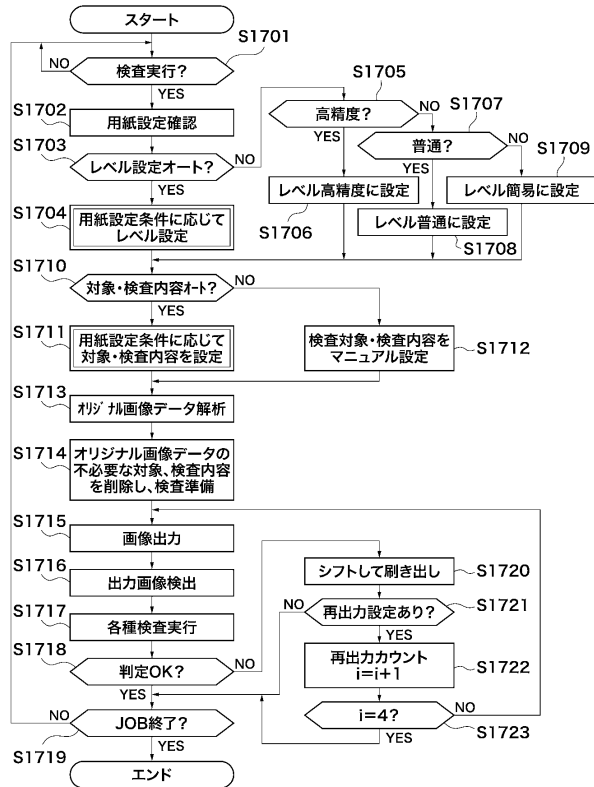 スタート
S1701
NO
検査実行?
YES
S1702
用紙設定確認
S1703
レベル設定オート?
NO
YES
S1704
用紙設定条件に応じて
レベル設定
S1705
高精度?
NO
YES
S1707
普通?
NO
YES
S1709
レベル高精度に設定
レベル簡易に設定
S1706
レベル普通に設定
S1708
S1710
対象・検査内容オート?
NO
YES
S1711
用紙設定条件に応じて
対象・検査内容を設定
検査対象・検査内容を
マニュアル設定
S1712
S1713
オリジナル画像データ解析
S1714
オリジナル画像データの
不必要な対象、検査内容
を削除し、検査準備
S1715
画像出力
S1716
出力画像検出
S1717
各種検査実行
S1718
判定OK?
NO
YES
シフトして刷き出し
S1720
NO
再出力設定あり?
S1721
YES
再出力カウント
i=i+1
S1722
i=4?
NO
YES
S1723
NO
JOB終了?
YES
S1719
エンド